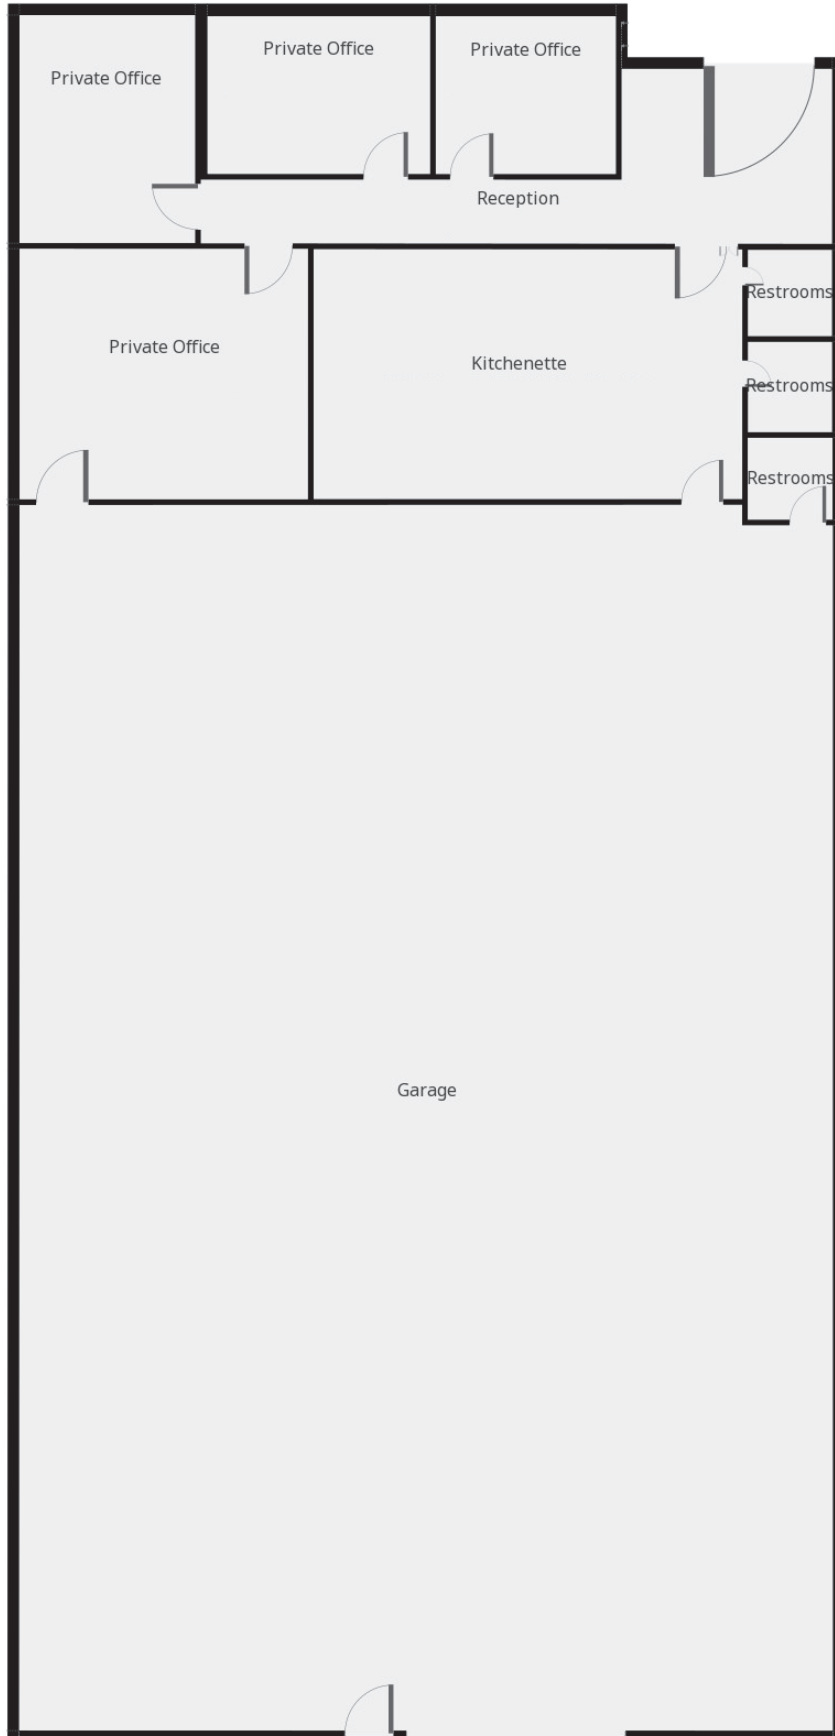 Private Office
Private Office
Private Office
Reception
Private Office
Kitchenette
Restrooms
Restrooms
Restrooms
Garage